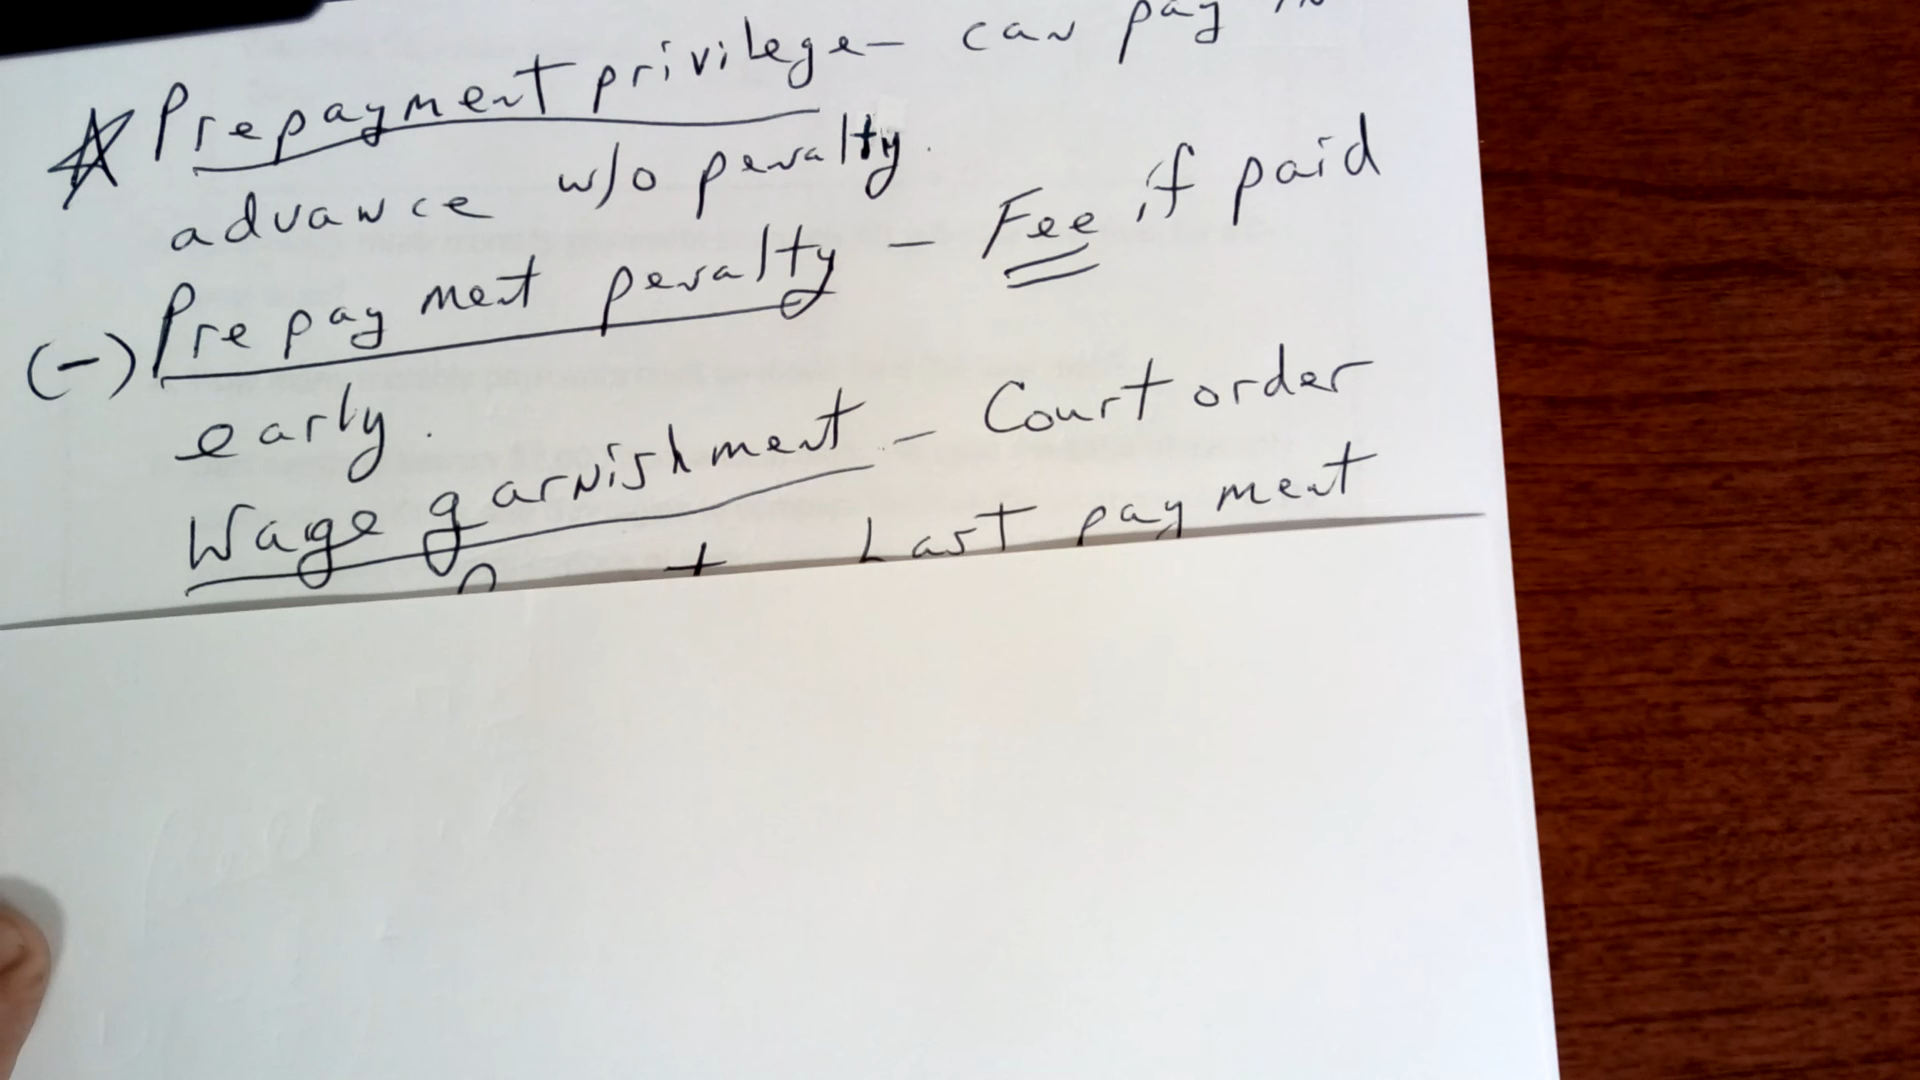 Prepayment privilege - can pay in
advance w/o penalty.
(-) Prepayment penalty - Fee if paid
early.
Wage garnishment - Court order
Last payment